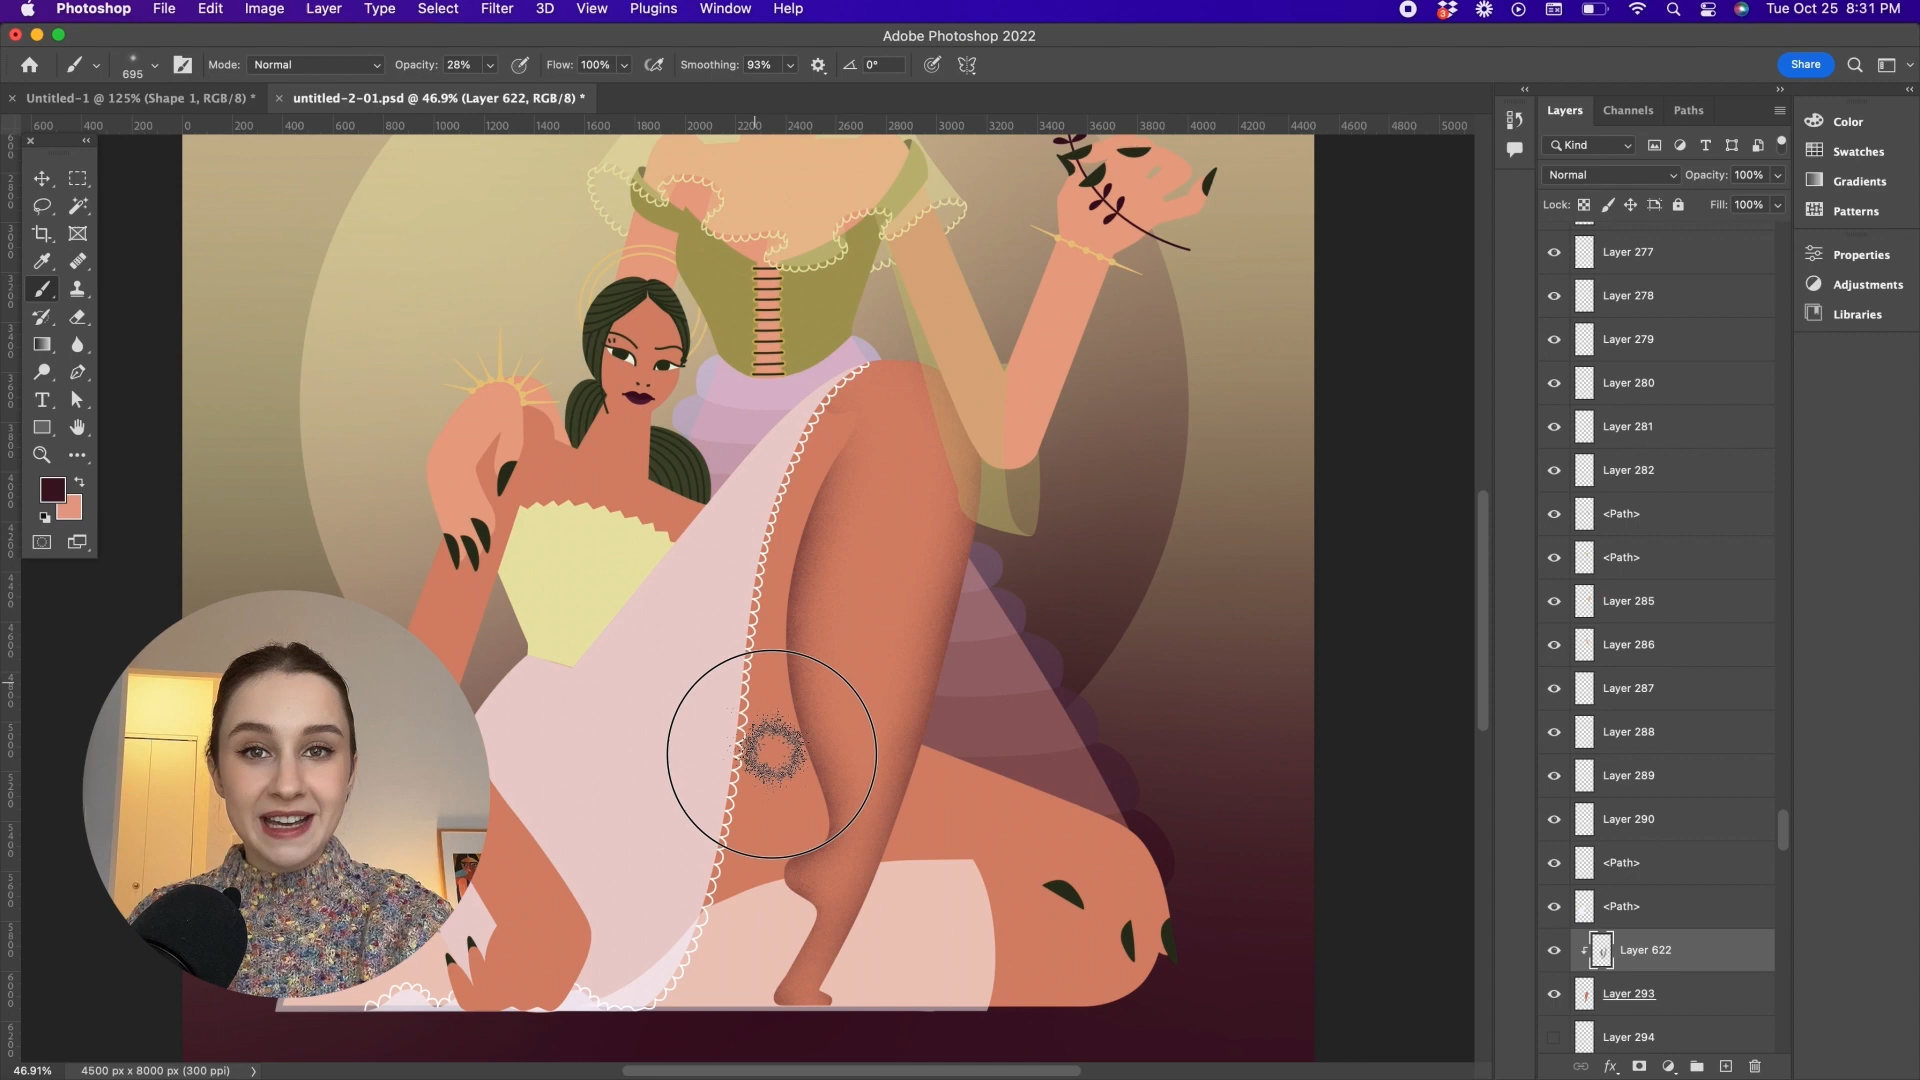 Photoshop File Edit Image Layer Type Select Filter 3D View Plugins Window Help
3
Tue Oct 25 8:31 PM
Adobe Photoshop 2022
695
Mode: Normal
Opacity: 28%
Flow: 100%
Smoothing: 93%
0°
Share
Untitled-1 @ 125% (Shape 1, RGB/8) *
untitled-2-01.psd @ 46.9% (Layer 622, RGB/8) *
600 400 200 0 200 400 600 800 1000 1200 1400 1600 1800 2000 2200 2400 2600 2800 3000 3200 3400 3600 3800 4000 4200 4400 4600 4800 5000
Layers Channels Paths
Kind
Normal
Opacity: 100%
Lock:
Fill: 100%
Layer 277
Layer 278
Layer 279
Layer 280
Layer 281
Layer 282
<Path>
<Path>
Layer 285
Layer 286
Layer 287
Layer 288
Layer 289
Layer 290
<Path>
<Path>
Layer 622
Layer 293
Layer 294
fx
Color
Swatches
Gradients
Patterns
Properties
Adjustments
Libraries
46.91%
4500 px x 8000 px (300 ppi)